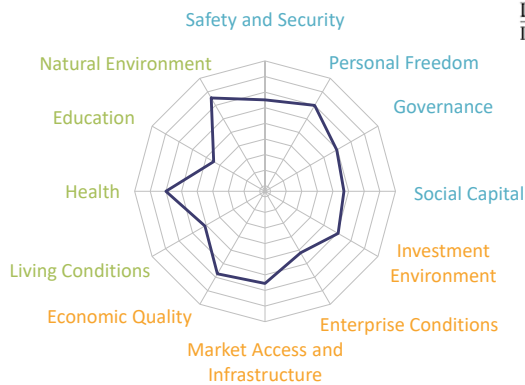 Safety and Security
Natural Environment
Personal Freedom
Education
Governance
Health
Social Capital
Investment
Environment
Living Conditions
Economic Quality
Enterprise Conditions
Market Access and
Infrastructure